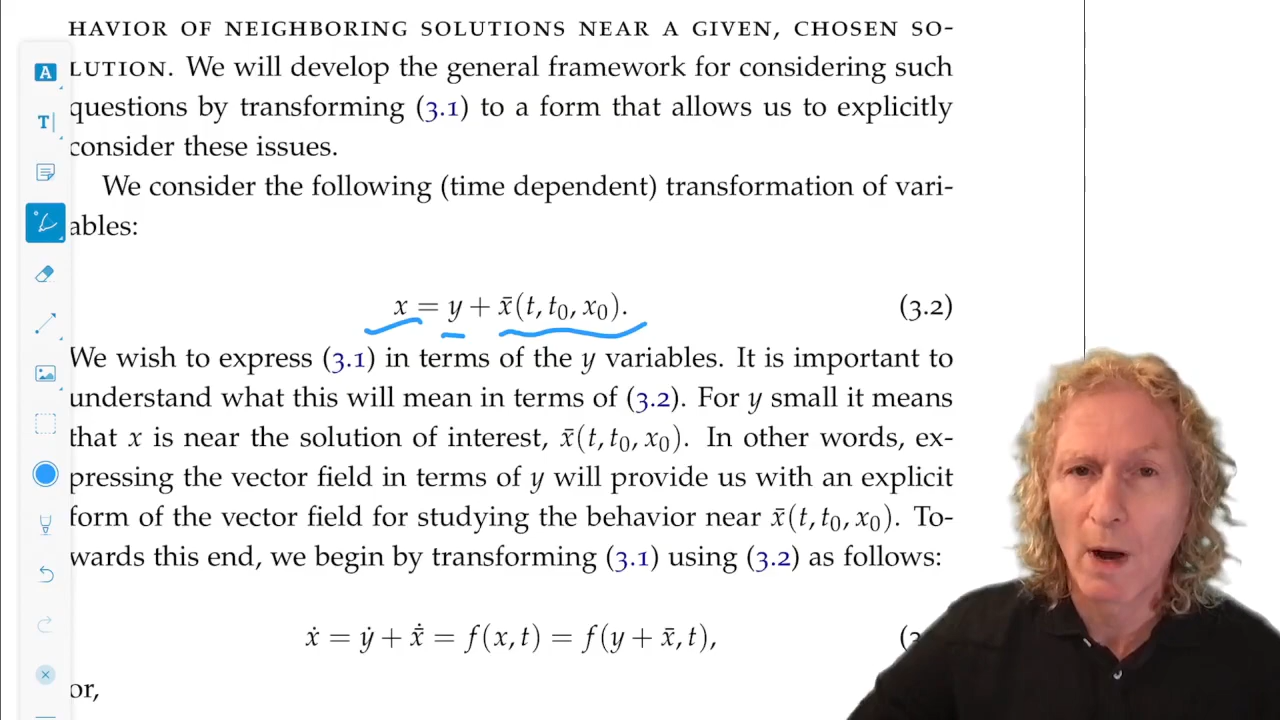 HAVIOR OF NEIGHBORING SOLUTIONS NEAR A GIVEN, CHOSEN SO-
LUTION. We will develop the general framework for considering such
questions by transforming (3.1) to a form that allows us to explicitly
consider these issues.
We consider the following (time dependent) transformation of vari-
ables:
x = y + x̄(t, t₀, x₀). (3.2)
We wish to express (3.1) in terms of the y variables. It is important to
understand what this will mean in terms of (3.2). For y small it means
that x is near the solution of interest, x̄(t, t₀, x₀). In other words, ex-
pressing the vector field in terms of y will provide us with an explicit
form of the vector field for studying the behavior near x̄(t, t₀, x₀). To-
wards this end, we begin by transforming (3.1) using (3.2) as follows:
ẋ = ẏ + x̄̇ = f(x, t) = f(y + x̄, t),
or,